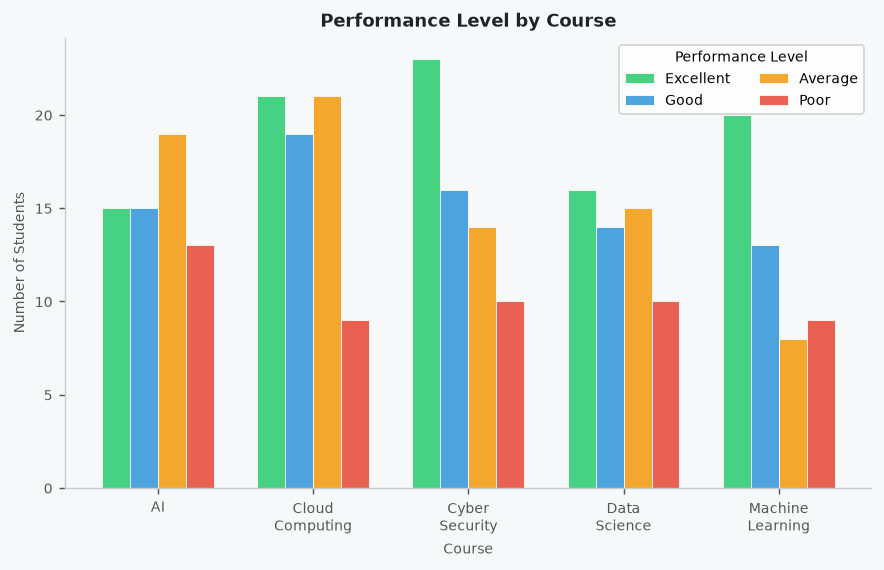 Performance Level by Course
Performance Level
Excellent
Average
Good
Poor
Number of Students
20
15
10
5
0
AI
Cloud
Computing
Cyber
Security
Data
Science
Machine
Learning
Course